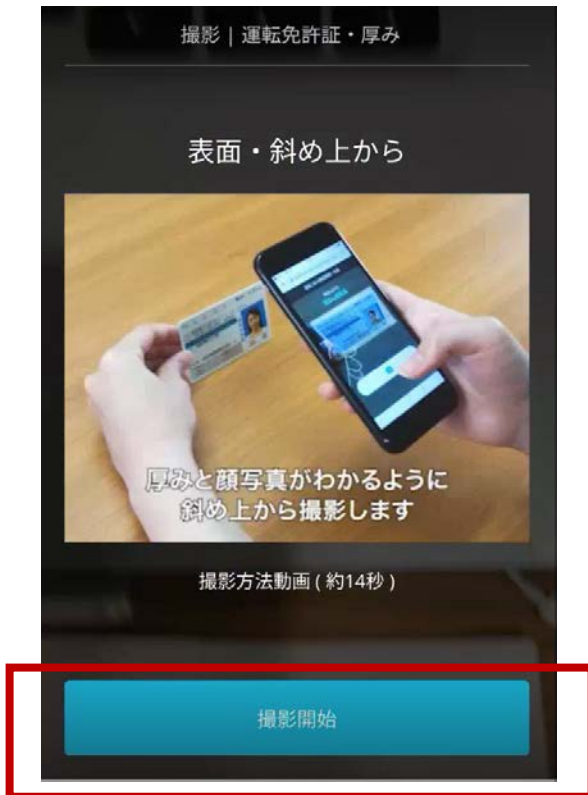 撮影 | 運転免許証・厚み
表面・斜め上から
厚みと顔写真がわかるように
斜め上から撮影します
撮影方法動画 ( 約14秒 )
撮影開始